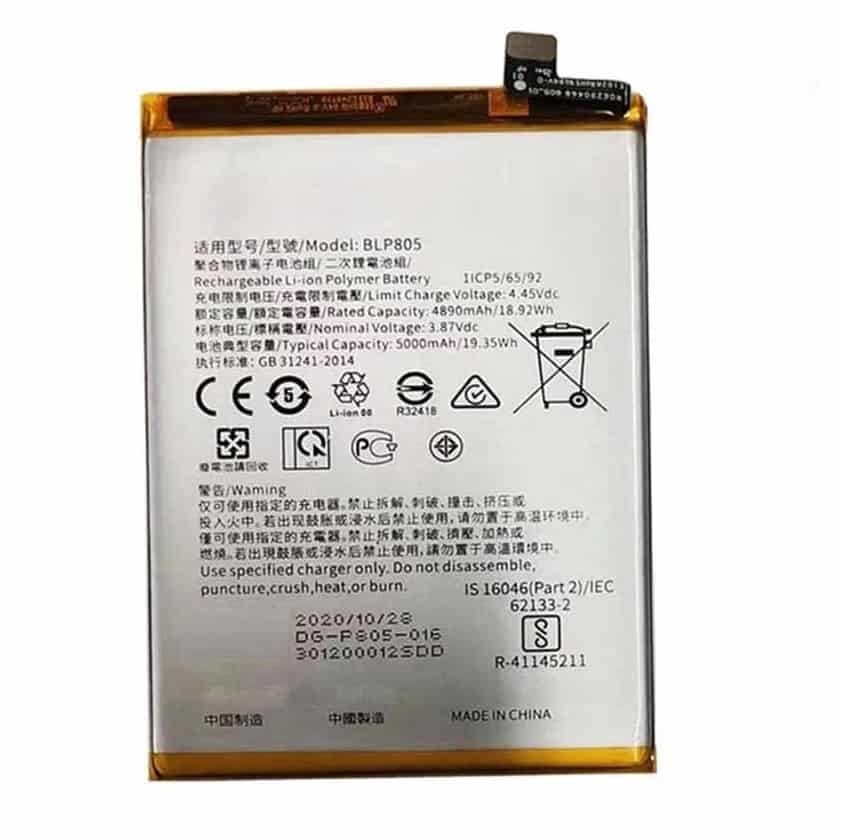 适用型号/型號/Model: BLP805
聚合物锂离子电池组/二次鋰電池組/
Rechargeable Li-ion Polymer Battery 1ICP5/65/92
充电限制电压/充電限制電壓/Limit Charge Voltage: 4.45Vdc
额定容量/額定電容量/Rated Capacity: 4890mAh/18.92Wh
标称电压/標稱電壓/Nominal Voltage: 3.87Vdc
电池典型容量/Typical Capacity: 5000mAh/19.35Wh
执行标准: GB 31241-2014
CE 5 Li-ion 00 R32418
廢電池請回收 ICT PC
警告/Warning
仅可使用指定的充电器。禁止拆解、刺破、撞击、挤压或
投入火中。若出现鼓胀或浸水后禁止使用,请勿置于高温环境中.
僅可使用指定的充電器。禁止拆解、刺破、擠壓、加熱或
燃燒。若出現鼓脹或浸水后禁止使用,請勿置于高溫環境中.
Use specified charger only. Do not disassemble,
puncture,crush,heat,or burn.
IS 16046(Part 2)/IEC
62133-2
R-41145211
2020/10/28
DG-P805-016
301200012SDD
中国制造 中國製造 MADE IN CHINA